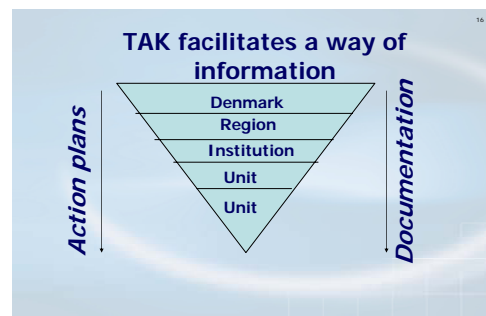 16
TAK facilitates a way of
information
Action plans
Denmark
Region
Institution
Unit
Unit
Documentation